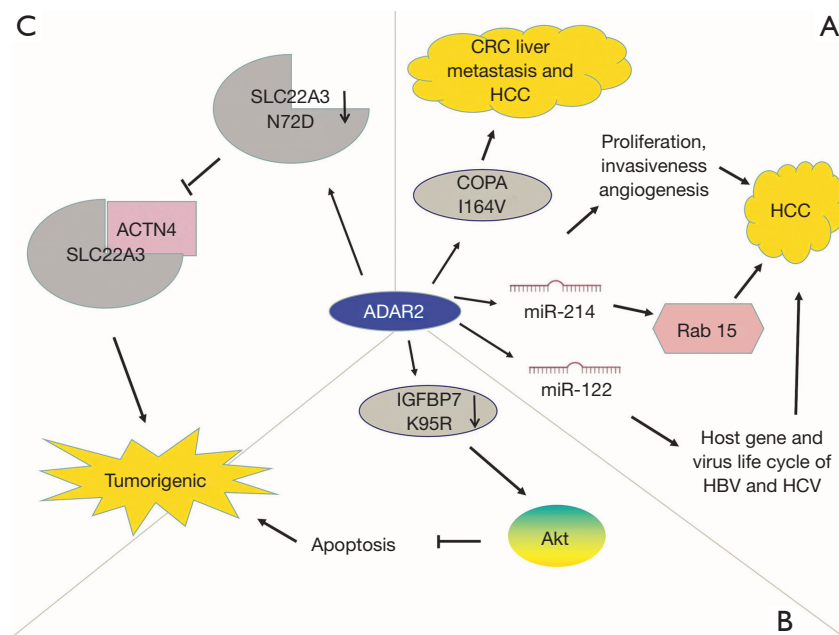 C
A
SLC22A3
N72D
CRC liver
metastasis and
HCC
Proliferation,
invasiveness
angiogenesis
COPA
I164V
HCC
ACTN4
SLC22A3
ADAR2
miR-214
Rab 15
miR-122
IGFBP7
K95R
Host gene and
virus life cycle of
HBV and HCV
Tumorigenic
Apoptosis
Akt
B